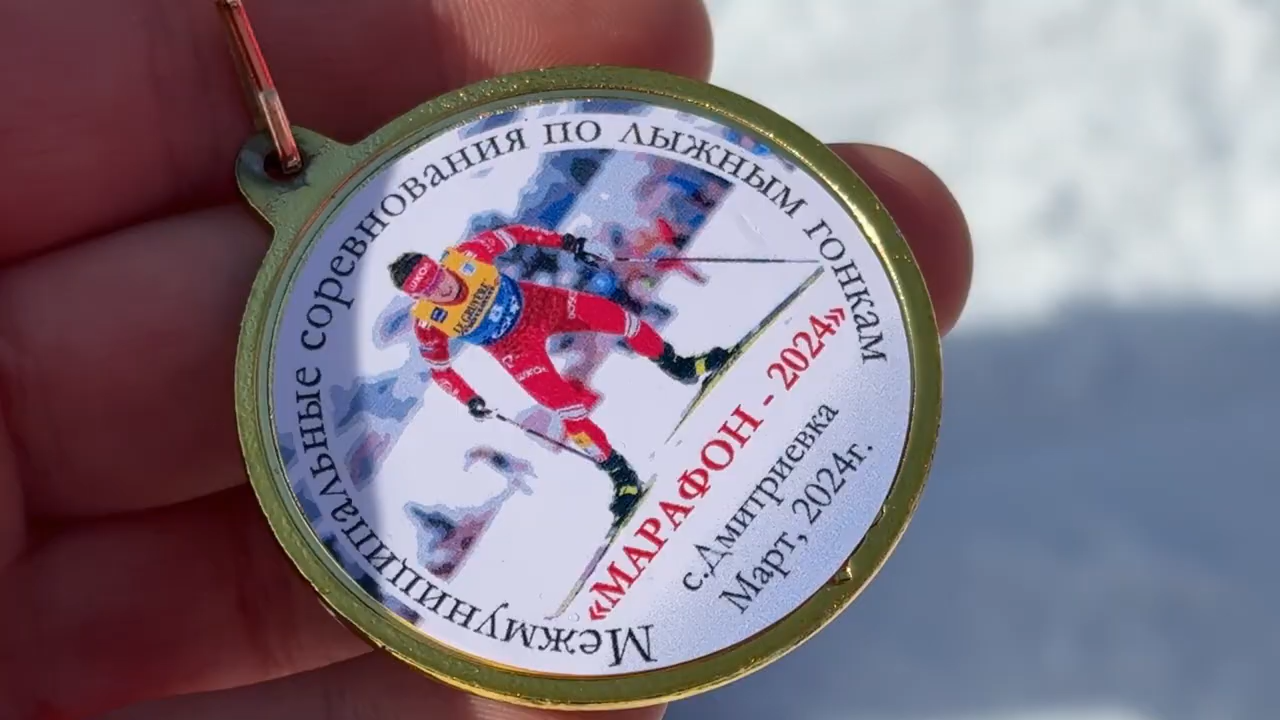 Межмуниципальные соревнования по лыжным гонкам
«МАРАФОН - 2024»
с.Дмитриевка
Март, 2024г.